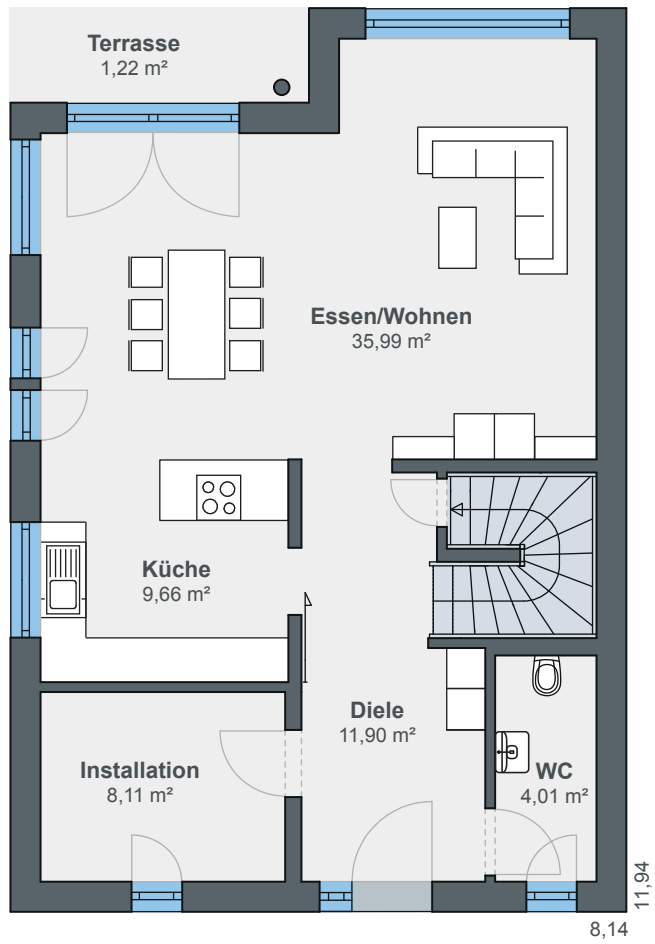 Terrasse
1,22 m²
Essen/Wohnen
35,99 m²
Küche
9,66 m²
Diele
11,90 m²
Installation
8,11 m²
WC
4,01 m²
11,94
8,14